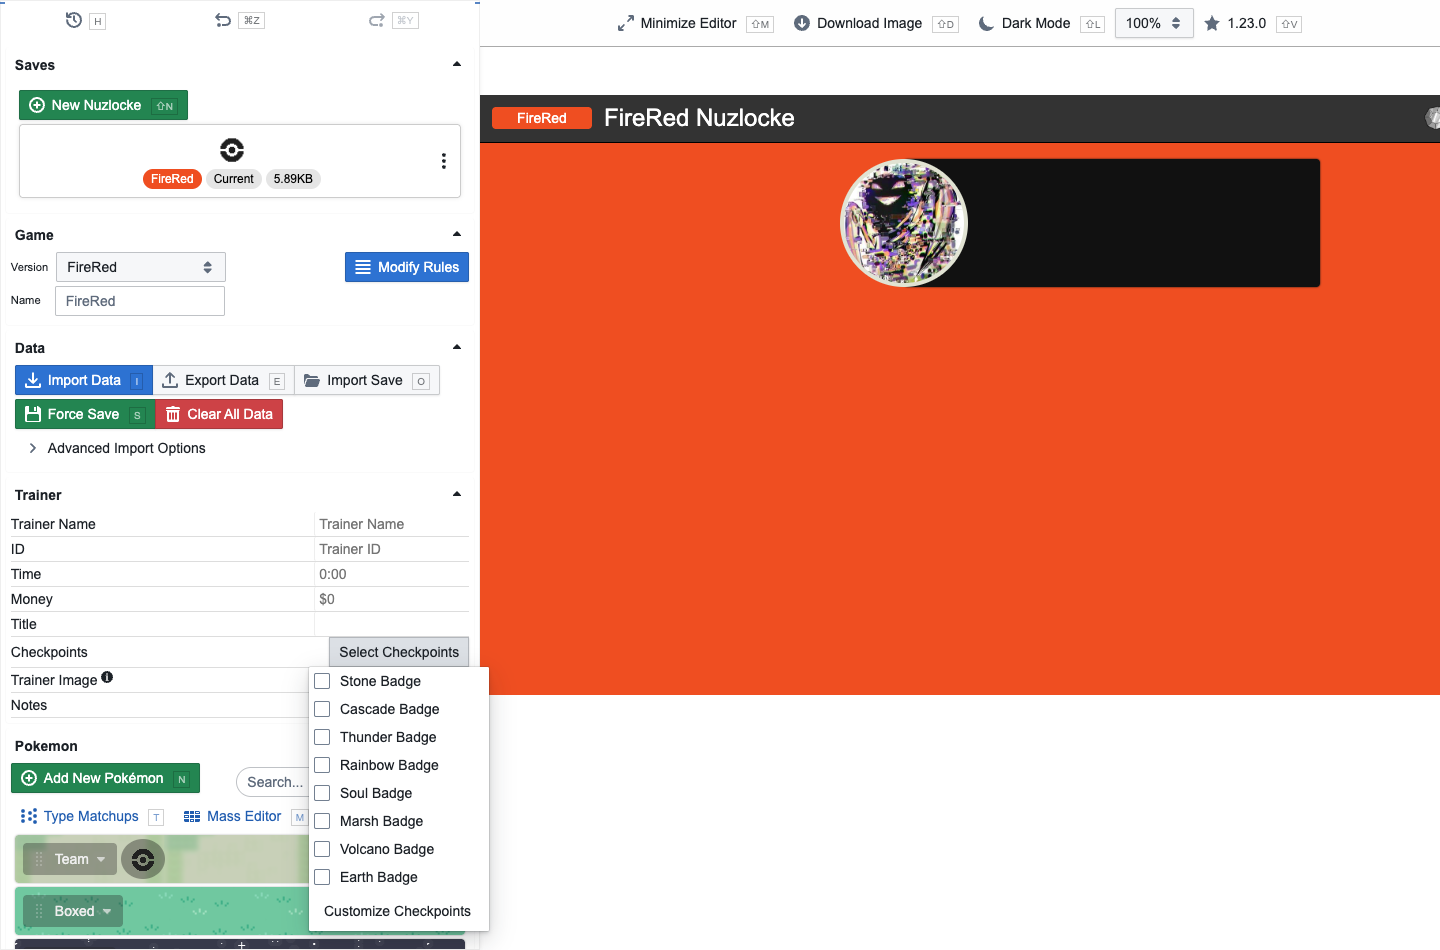 H
⌘Z
⌘Y
Minimize Editor ⇧M
Download Image ⇧D
Dark Mode ⇧L
100%
1.23.0 ⇧V
Saves
New Nuzlocke ⇧N
FireRed Current 5.89KB
FireRed FireRed Nuzlocke
Game
Version FireRed
Modify Rules
Name FireRed
Data
Import Data I
Export Data E
Import Save O
Force Save S
Clear All Data
Advanced Import Options
Trainer
Trainer Name Trainer Name
ID Trainer ID
Time 0:00
Money $0
Title
Checkpoints Select Checkpoints
Trainer Image
Notes
Stone Badge
Cascade Badge
Thunder Badge
Rainbow Badge
Soul Badge
Marsh Badge
Volcano Badge
Earth Badge
Customize Checkpoints
Pokemon
Add New Pokémon N
Search...
Type Matchups T
Mass Editor M
Team
Boxed